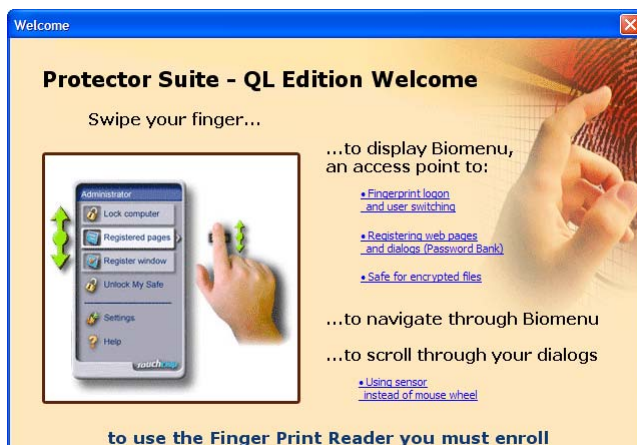 Welcome
Protector Suite - QL Edition Welcome
Swipe your finger...
Administrator
Lock computer
Registered pages
Register window
Unlock My Safe
Settings
Help
TouchChip
...to display Biomenu,
an access point to:
• Fingerprint logon
and user switching
• Registering web pages
and dialogs (Password Bank)
• Safe for encrypted files
...to navigate through Biomenu
...to scroll through your dialogs
• Using sensor
instead of mouse wheel
to use the Finger Print Reader you must enroll